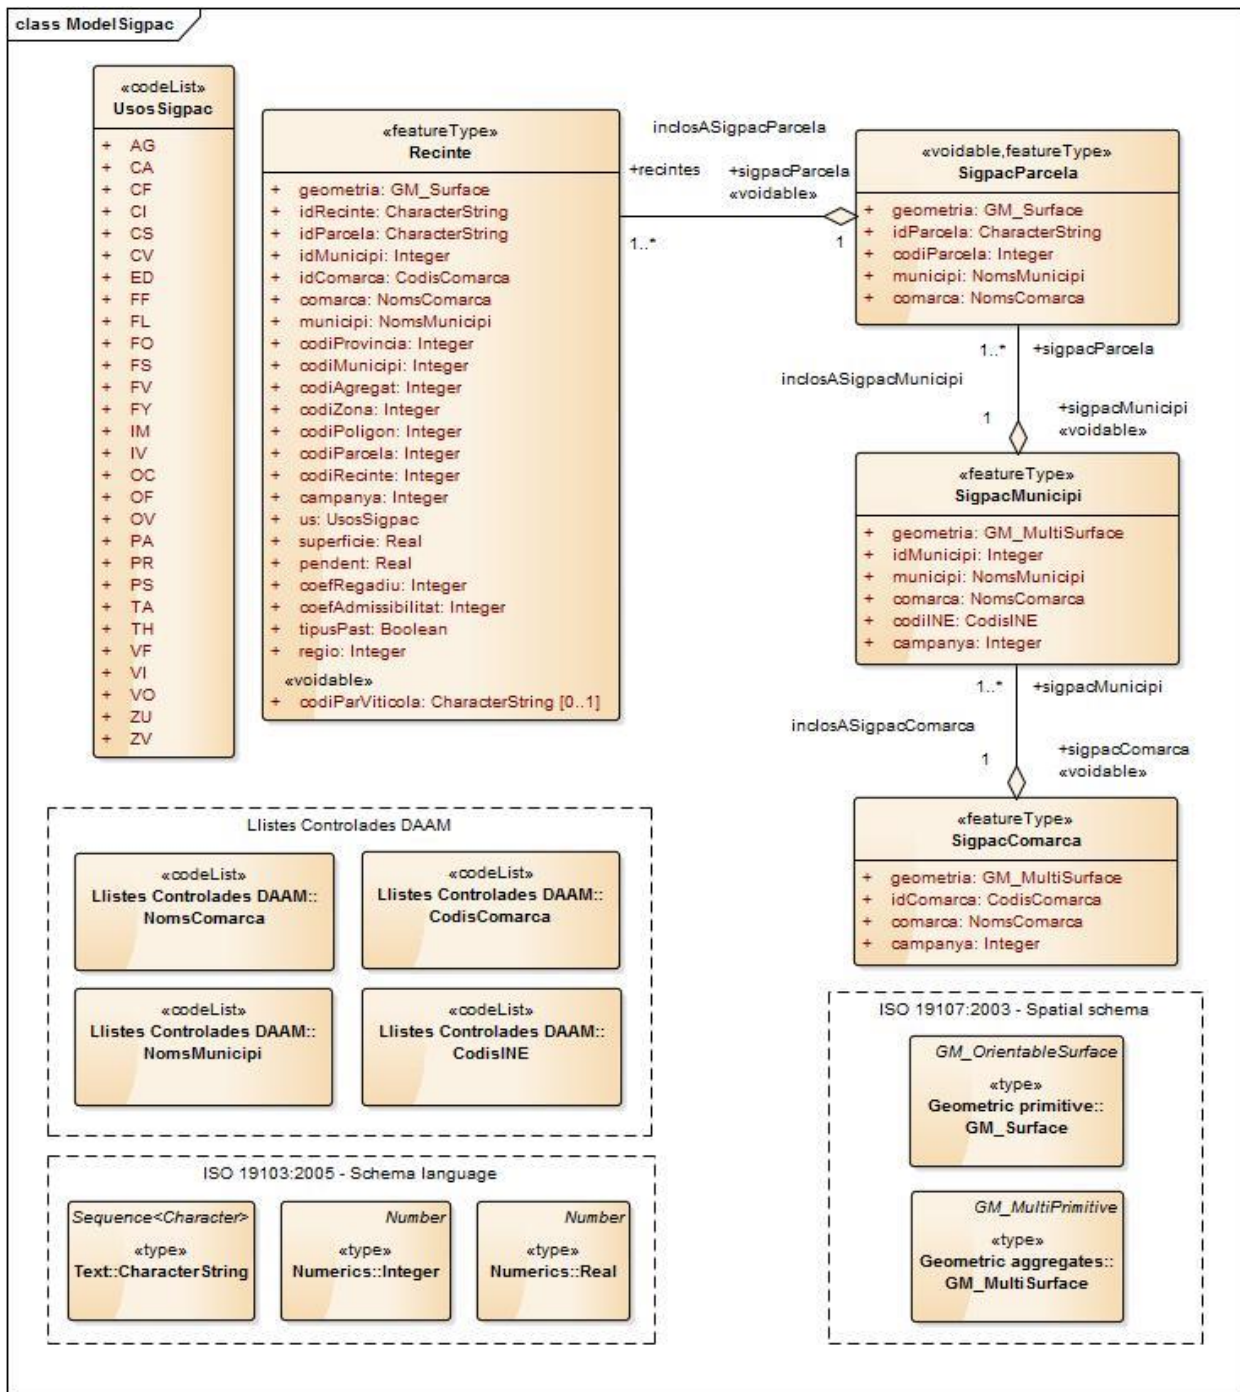 class ModelSigpac
«codeList»
UsosSigpac
+ AG
+ CA
+ CF
+ CI
+ CS
+ CV
+ ED
+ FF
+ FL
+ FO
+ FS
+ FV
+ FY
+ IM
+ IV
+ OC
+ OF
+ OV
+ PA
+ PR
+ PS
+ TA
+ TH
+ VF
+ VI
+ VO
+ ZU
+ ZV
«featureType»
Recinte
+ geometria: GM_Surface
+ idRecinte: CharacterString
+ idParcela: CharacterString
+ idMunicipi: Integer
+ idComarca: CodisComarca
+ comarca: NomsComarca
+ municipi: NomsMunicipi
+ codiProvincia: Integer
+ codiMunicipi: Integer
+ codiAgregat: Integer
+ codiZona: Integer
+ codiPoligon: Integer
+ codiParcela: Integer
+ codiRecinte: Integer
+ campanya: Integer
+ us: UsosSigpac
+ superficie: Real
+ pendent: Real
+ coefRegadiu: Integer
+ coefAdmissibilitat: Integer
+ tipusPast: Boolean
+ regio: Integer
«voidable»
+ codiParViticola: CharacterString [0..1]
inclosASigpacParcela
+recintes
+sigpacParcela
«voidable»
1..*
1
«voidable,featureType»
SigpacParcela
+ geometria: GM_Surface
+ idParcela: CharacterString
+ codiParcela: Integer
+ municipi: NomsMunicipi
+ comarca: NomsComarca
1..*
+sigpacParcela
inclosASigpacMunicipi
1
+sigpacMunicipi
«voidable»
«featureType»
SigpacMunicipi
+ geometria: GM_MultiSurface
+ idMunicipi: Integer
+ municipi: NomsMunicipi
+ comarca: NomsComarca
+ codiINE: CodisINE
+ campanya: Integer
1..*
+sigpacMunicipi
inclosASigpacComarca
1
+sigpacComarca
«voidable»
«featureType»
SigpacComarca
+ geometria: GM_MultiSurface
+ idComarca: CodisComarca
+ comarca: NomsComarca
+ campanya: Integer
Llistes Controlades DAAM
«codeList»
Llistes Controlades DAAM::
NomsComarca
«codeList»
Llistes Controlades DAAM::
CodisComarca
«codeList»
Llistes Controlades DAAM::
NomsMunicipi
«codeList»
Llistes Controlades DAAM::
CodisINE
ISO 19107:2003 - Spatial schema
GM_OrientableSurface
«type»
Geometric primitive::
GM_Surface
GM_MultiPrimitive
«type»
Geometric aggregates::
GM_MultiSurface
ISO 19103:2005 - Schema language
Sequence<Character>
«type»
Text::CharacterString
Number
«type»
Numerics::Integer
Number
«type»
Numerics::Real